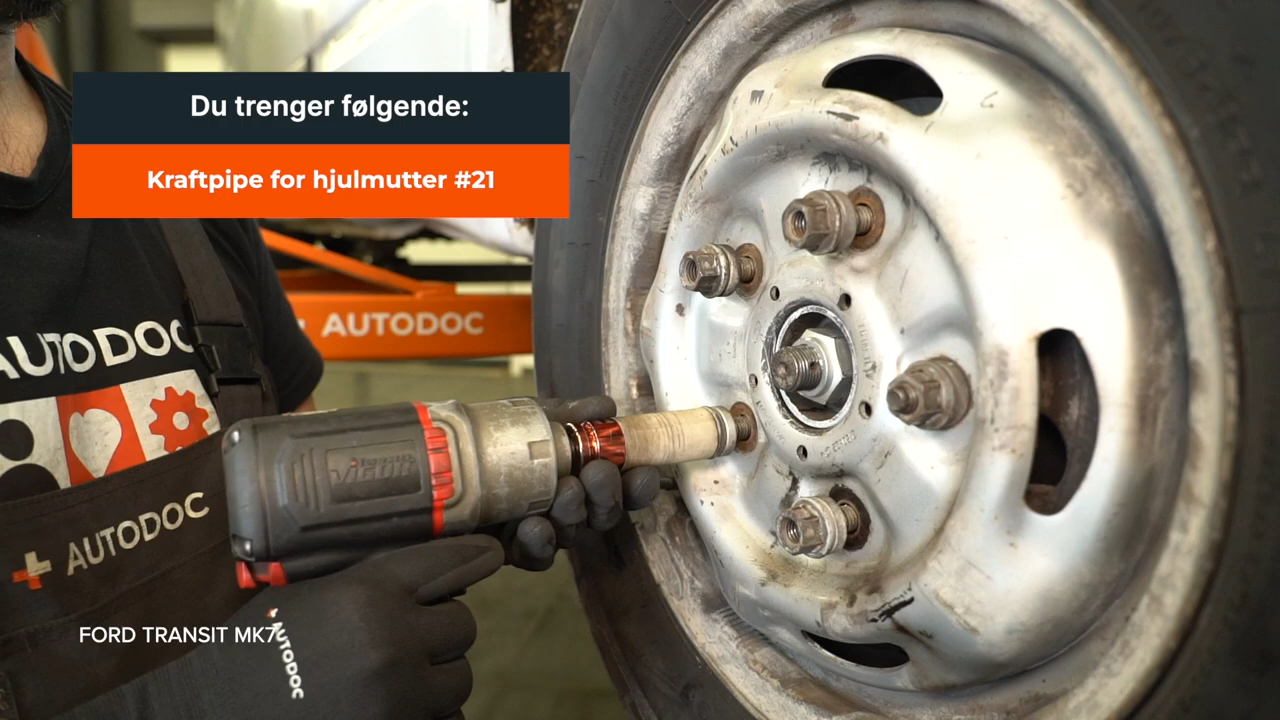 Du trenger følgende:
Kraftpipe for hjulmutter #21
AUTODOC
AUTODOC
AUTODOC
FORD TRANSIT MK7
AUTODOC